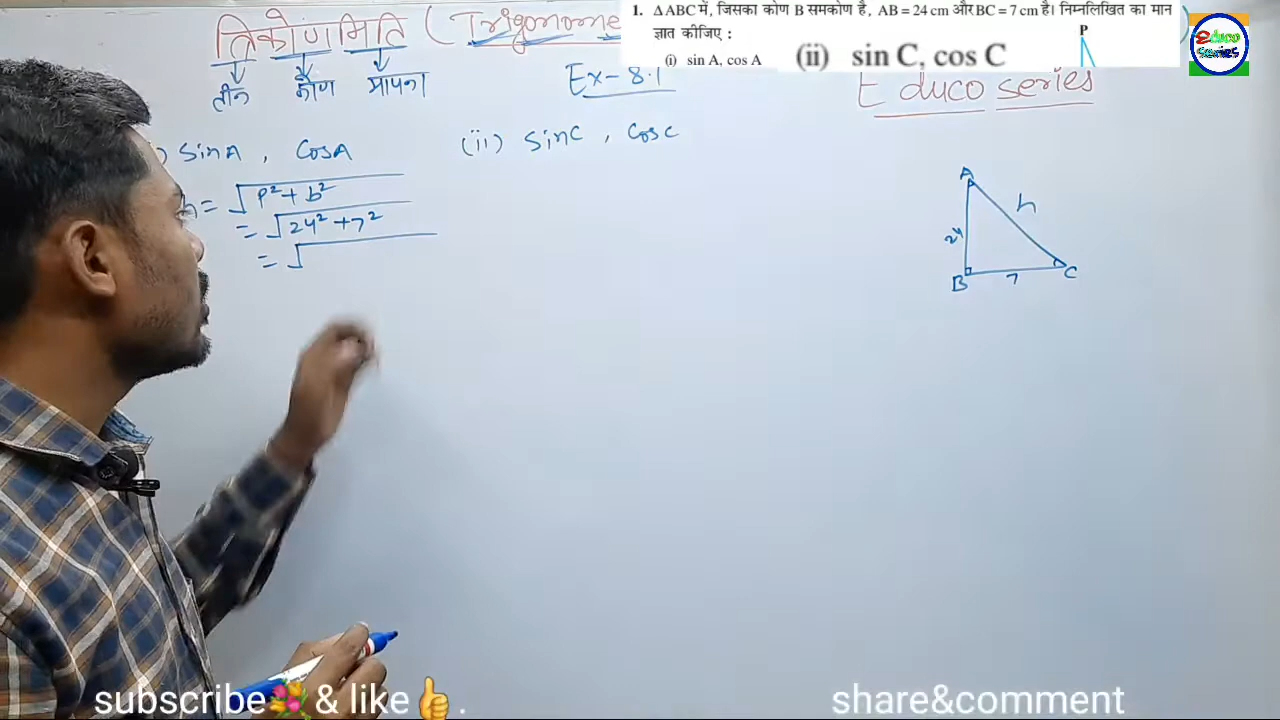 त्रिकोणमिति ( Trigonome
1. ΔABC में, जिसका कोण B समकोण है, AB = 24 cm और BC = 7 cm है। निम्नलिखित का मान
ज्ञात कीजिए :
(i) sin A, cos A (ii) sin C, cos C
P
Educo
series
तीन कोण मापना
Ex-8.1
Educo series
) SinA , CosA
(ii) SinC , CosC
h = √p² + b²
= √24² + 7²
= √
A
h
24
B
7
C
subscribe💐& like👍.
share&comment